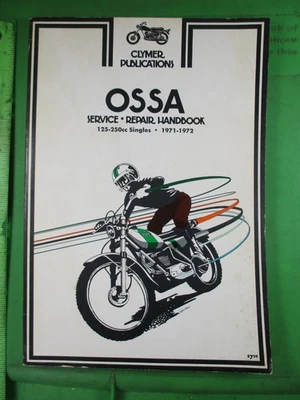 CLYMER
PUBLICATIONS
OSSA
SERVICE • REPAIR HANDBOOK
125-250cc Singles • 1971-1972